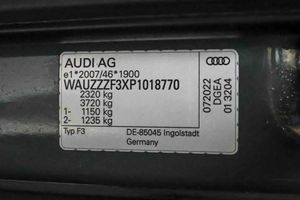 AUDI AG
e1*2007/46*1900
WAUZZZF3XP1018770
2320 kg
3720 kg
1- 1150 kg
2- 1235 kg
Typ F3
DE-85045 Ingolstadt
Germany
072022
DGEA
013204